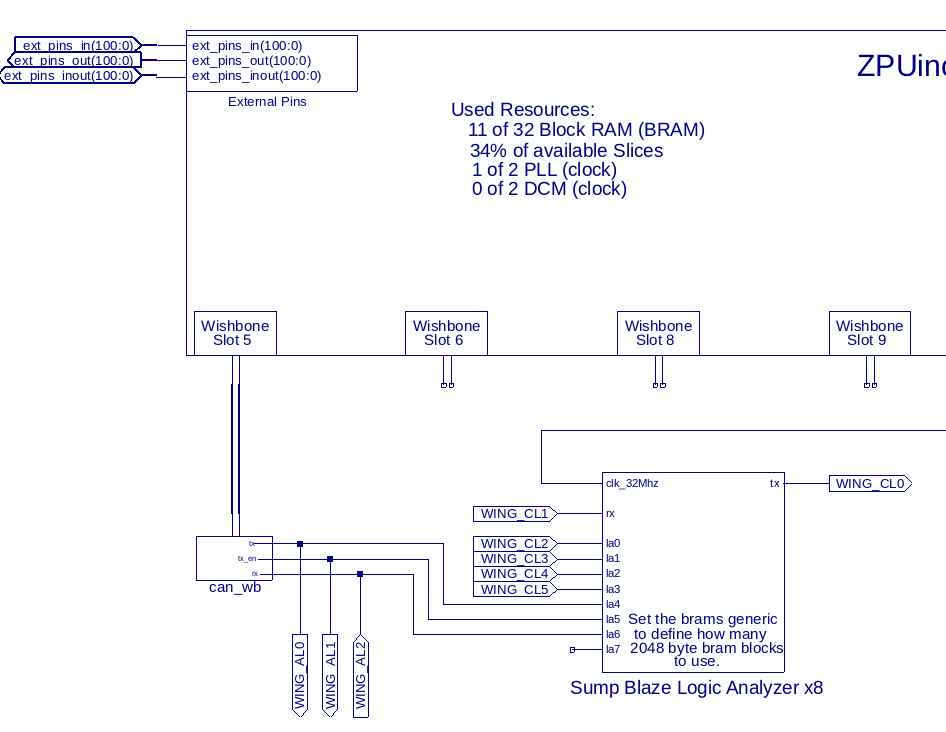 ext_pins_in(100:0)
ext_pins_out(100:0)
ext_pins_inout(100:0)
ext_pins_in(100:0)
ext_pins_out(100:0)
ext_pins_inout(100:0)
External Pins
ZPUino
Used Resources:
11 of 32 Block RAM (BRAM)
34% of available Slices
1 of 2 PLL (clock)
0 of 2 DCM (clock)
Wishbone
Slot 5
Wishbone
Slot 6
Wishbone
Slot 8
Wishbone
Slot 9
clk_32Mhz
tx
WING_CL0
WING_CL1
rx
WING_CL2
la0
WING_CL3
la1
WING_CL4
la2
WING_CL5
la3
la4
la5
la6
la7
Set the brams generic
to define how many
2048 byte bram blocks
to use.
Sump Blaze Logic Analyzer x8
tx
tx_en
rx
can_wb
WING_AL0
WING_AL1
WING_AL2